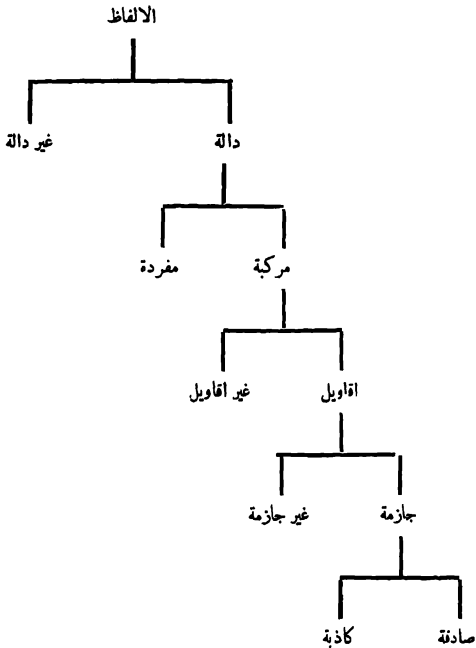 الالفاظ
دالة
غير دالة
مركبة
مفردة
اقاويل
غير اقاويل
جازمة
غير جازمة
صادقة
كاذبة